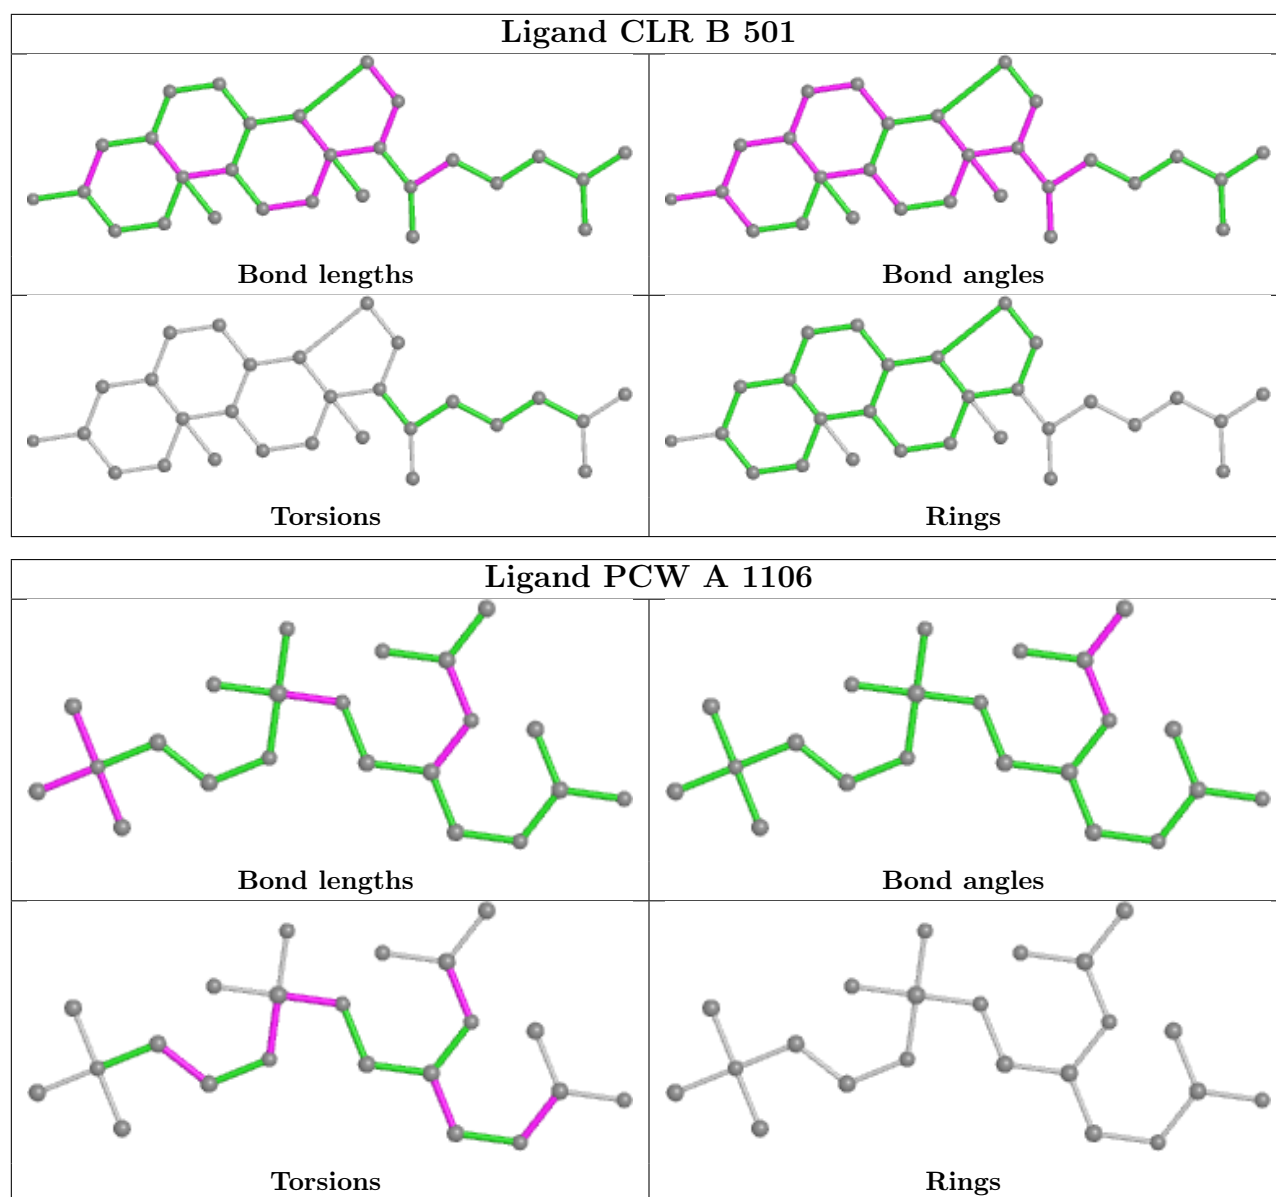 Ligand CLR B 501
Bond lengths
Bond angles
Torsions
Rings
Ligand PCW A 1106
Bond lengths
Bond angles
Torsions
Rings